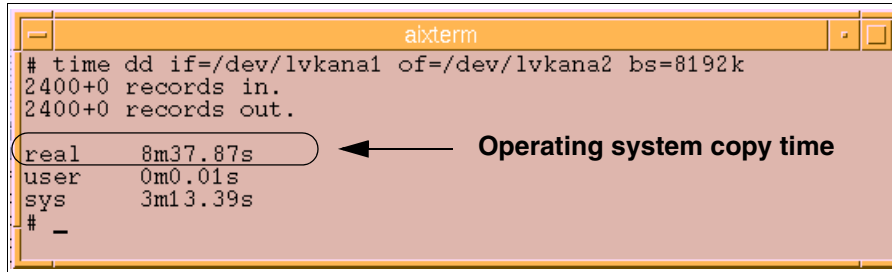 aixterm
# time dd if=/dev/lvkana1 of=/dev/lvkana2 bs=8192k
2400+0 records in.
2400+0 records out.
real 8m37.87s
Operating system copy time
user 0m0.01s
sys 3m13.39s
# _